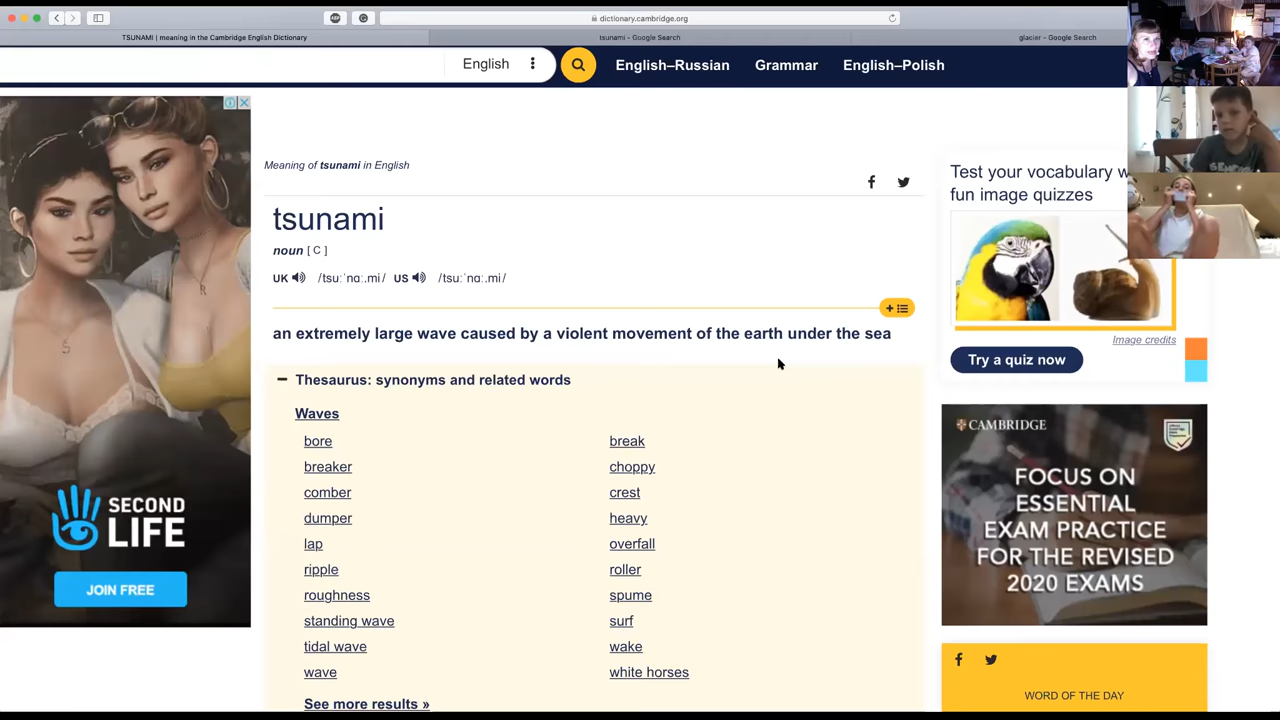 dictionary.cambridge.org
TSUNAMI | meaning in the Cambridge English Dictionary
tsunami - Google Search
glacier - Google Search
English
English–Russian
Grammar
English–Polish
Meaning of tsunami in English
tsunami
noun [ C ]
UK /tsuːˈnɑː.mi/ US /tsuːˈnɑː.mi/
an extremely large wave caused by a violent movement of the earth under the sea
Thesaurus: synonyms and related words
Waves
bore
break
breaker
choppy
comber
crest
dumper
heavy
lap
overfall
ripple
roller
roughness
spume
standing wave
surf
tidal wave
wake
wave
white horses
See more results »
SECOND
LIFE
JOIN FREE
Test your vocabulary w
fun image quizzes
Image credits
Try a quiz now
CAMBRIDGE
FOCUS ON
ESSENTIAL
EXAM PRACTICE
FOR THE REVISED
2020 EXAMS
WORD OF THE DAY